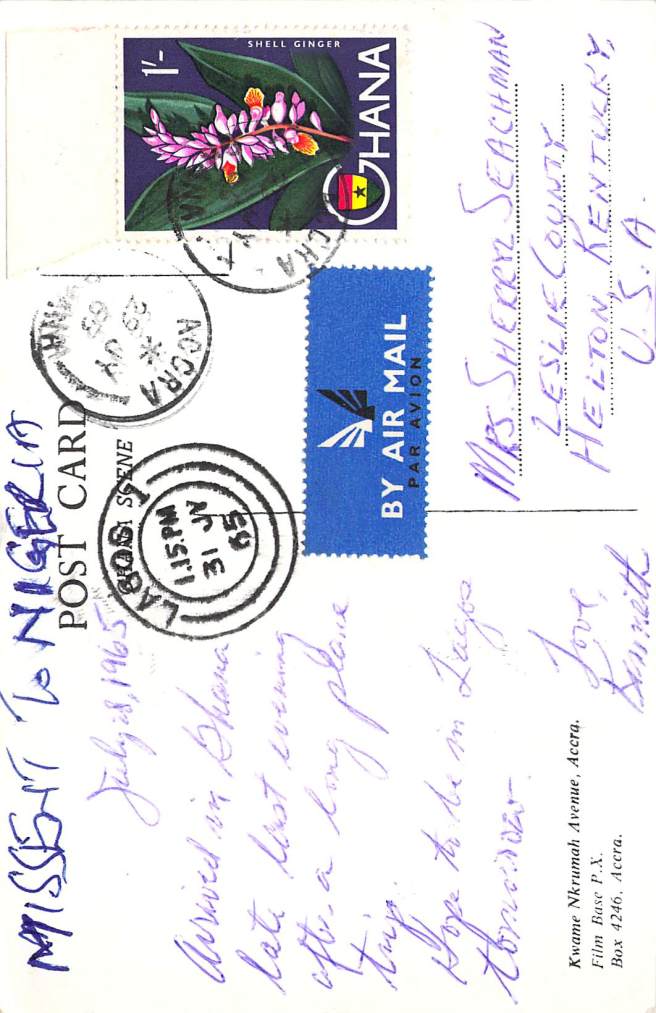 MISSENT TO NIGERIA
POST CARD
SCENE
July 28, 1965
Arrived in Ghana
late last evening
after a long plane
trip.
Hope to be in Lagos
tomorrow.
Love,
Kwame Nkrumah Avenue, Accra.
Film Base P.X.
Box 4246, Accra.
SHELL GINGER
1/-
GHANA
ACCRA
29 JY
65
LAGOS
1.15.PM
31 JY
65
BY AIR MAIL
PAR AVION
MRS. SHERRYL SEACHMAN
LESLIE COUNTY
HELTON, KENTUCKY,
U.S.A.